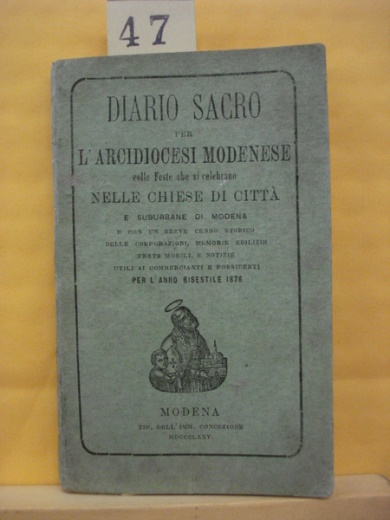 47
DIARIO SACRO
PER
L'ARCIDIOCESI MODENESE
colle Feste che si celebrano
NELLE CHIESE DI CITTÀ
E SUBURBANE DI MODENA
E CON UN BREVE CENNO STORICO
DELLE CORPORAZIONI, MEMORIE EDILIZIE
FESTE MOBILI, E NOTIZIE
UTILI AI COMMERCIANTI E POSSIDENTI
PER L'ANNO BISESTILE 1876
MODENA
TIP. DELL'IMM. CONCEZIONE
MDCCCLXXV.